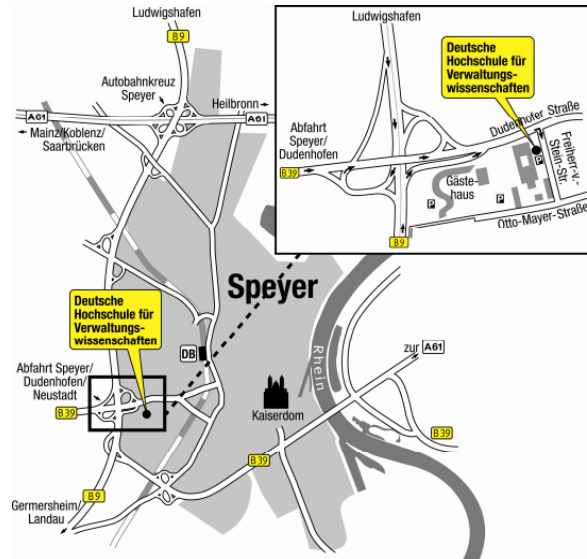 Ludwigshafen
B9
Autobahnkreuz
Speyer
Heilbronn
A61
A61
Mainz/Koblenz/
Saarbrücken
Deutsche
Hochschule für
Verwaltungs-
wissenschaften
Speyer
DB
Abfahrt Speyer/
Dudenhofen/
Neustadt
B39
Kaiserdom
Rhein
zur A61
B39
B39
B9
Germersheim/
Landau
Ludwigshafen
Deutsche
Hochschule für
Verwaltungs-
wissenschaften
Dudenhofer Straße
Abfahrt
Speyer/
Dudenhofen
B39
Freiherr-v.-
Stein-Str.
Gäste-
haus
P
P
P
Otto-Mayer-Straße
B9